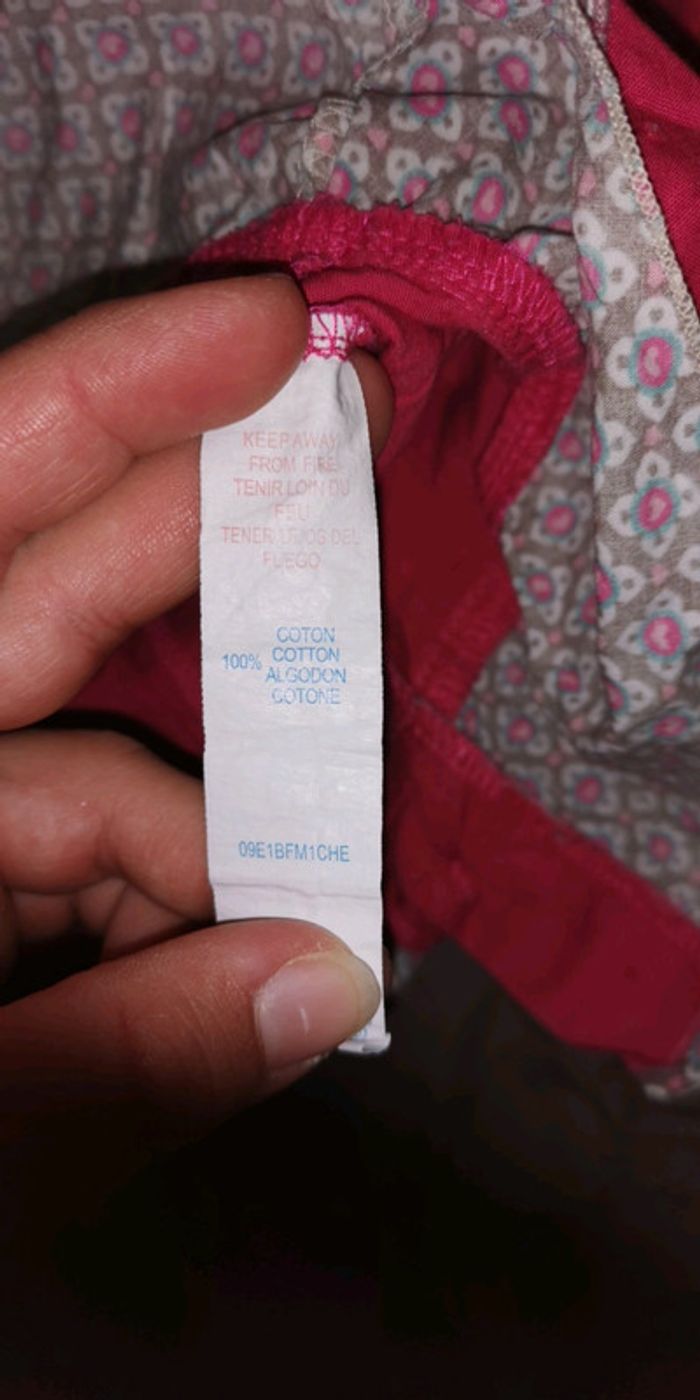 KEEP AWAY
FROM FIRE
TENIR LOIN DU
FEU
TENER LEJOS DEL
FUEGO
COTON
100% COTTON
ALGODON
COTONE
09E1BFM1CHE